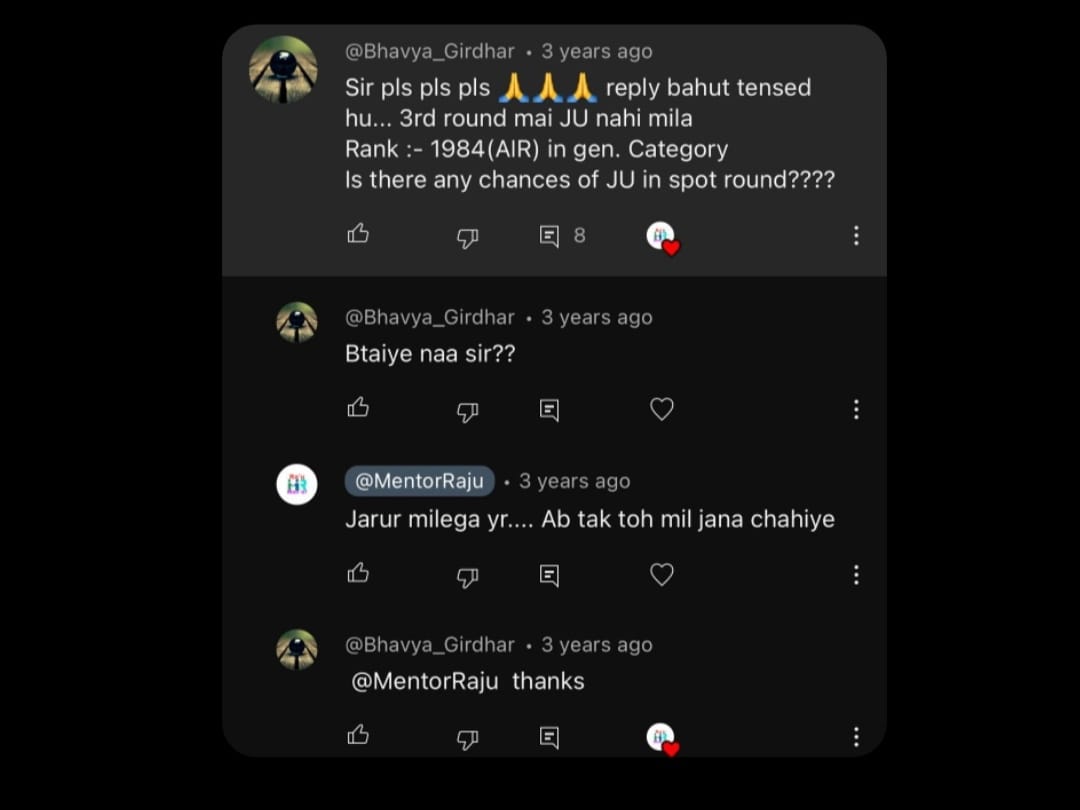 @Bhavya_Girdhar • 3 years ago
Sir pls pls pls 🙏🙏🙏 reply bahut tensed
hu... 3rd round mai JU nahi mila
Rank :- 1984(AIR) in gen. Category
Is there any chances of JU in spot round????
8
@Bhavya_Girdhar • 3 years ago
Btaiye naa sir??
@MentorRaju • 3 years ago
Jarur milega yr.... Ab tak toh mil jana chahiye
@Bhavya_Girdhar • 3 years ago
@MentorRaju thanks